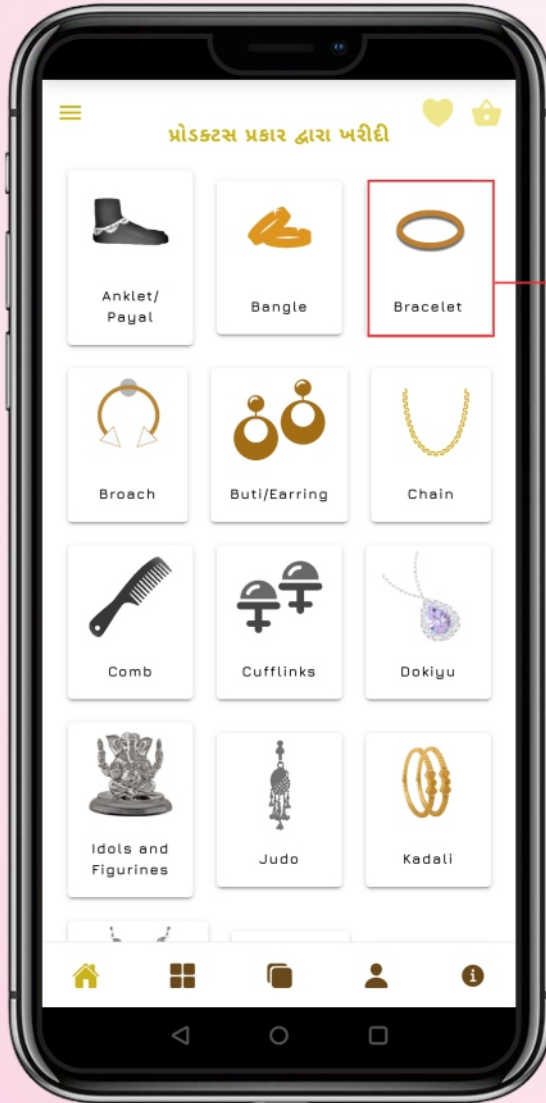 પ્રોડક્ટસ પ્રકાર દ્વારા ખરીદી
Anklet/
Payal
Bangle
Bracelet
Broach
Buti/Earring
Chain
Comb
Cufflinks
Dokiyu
Idols and
Figurines
Judo
Kadali